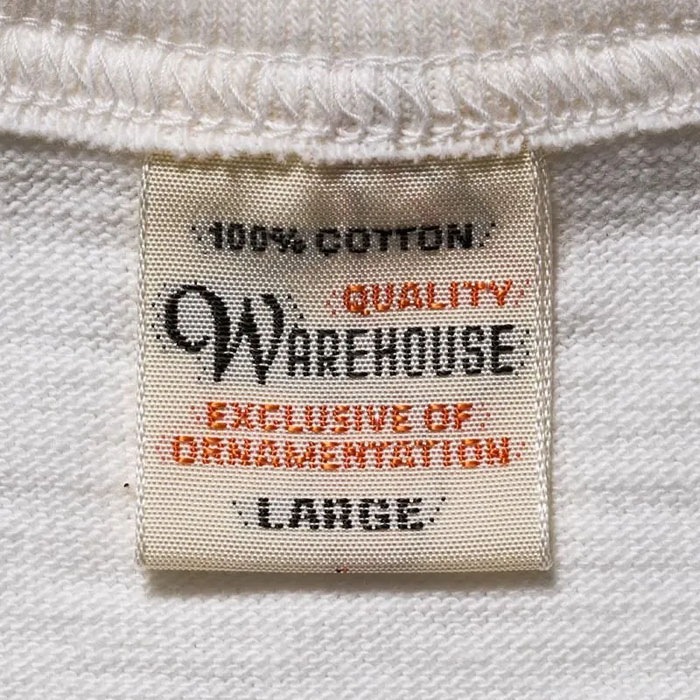 100% COTTON
QUALITY
WAREHOUSE
EXCLUSIVE OF
ORNAMENTATION
LARGE